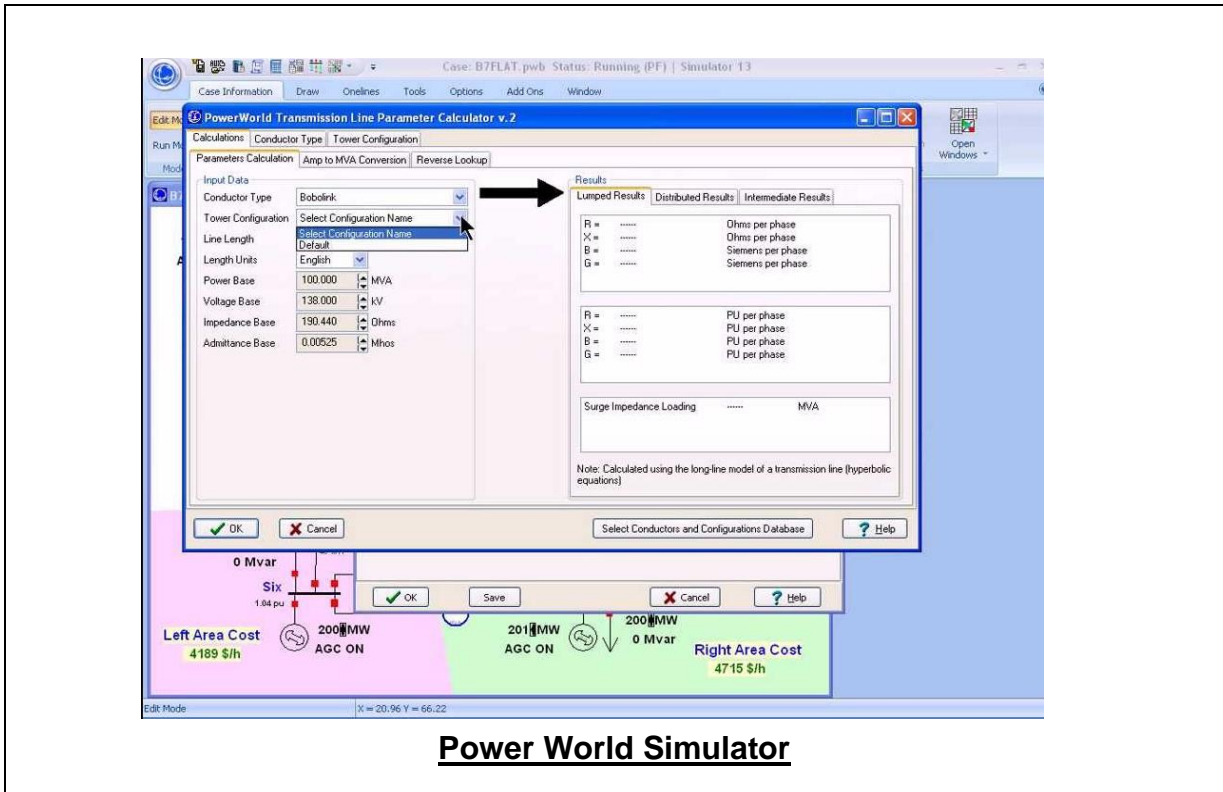 Case: B7FLAT.pwb Status: Running (PF) | Simulator 13
Case Information Draw Onelines Tools Options Add Ons Window
Edit Mo
Run Mo
Mod
Open
Windows
PowerWorld Transmission Line Parameter Calculator v.2
Calculations Conductor Type Tower Configuration
Parameters Calculation Amp to MVA Conversion Reverse Lookup
Input Data
Conductor Type Bobolink
Tower Configuration Select Configuration Name
Select Configuration Name
Default
Line Length
Length Units English
Power Base 100.000 MVA
Voltage Base 138.000 kV
Impedance Base 190.440 Ohms
Admittance Base 0.00525 Mhos
Results
Lumped Results Distributed Results Intermediate Results
R = ------ Ohms per phase
X = ------ Ohms per phase
B = ------ Siemens per phase
G = ------ Siemens per phase
R = ------ PU per phase
X = ------ PU per phase
B = ------ PU per phase
G = ------ PU per phase
Surge Impedance Loading ------ MVA
Note: Calculated using the long-line model of a transmission line (hyperbolic
equations)
OK Cancel Select Conductors and Configurations Database ? Help
OK Save Cancel ? Help
0 Mvar
Six
1.04 pu
200 MW
AGC ON
Left Area Cost
4189 $/h
201 MW
AGC ON
200 MW
0 Mvar
Right Area Cost
4715 $/h
Edit Mode X = 20.96 Y = 66.22
Power World Simulator